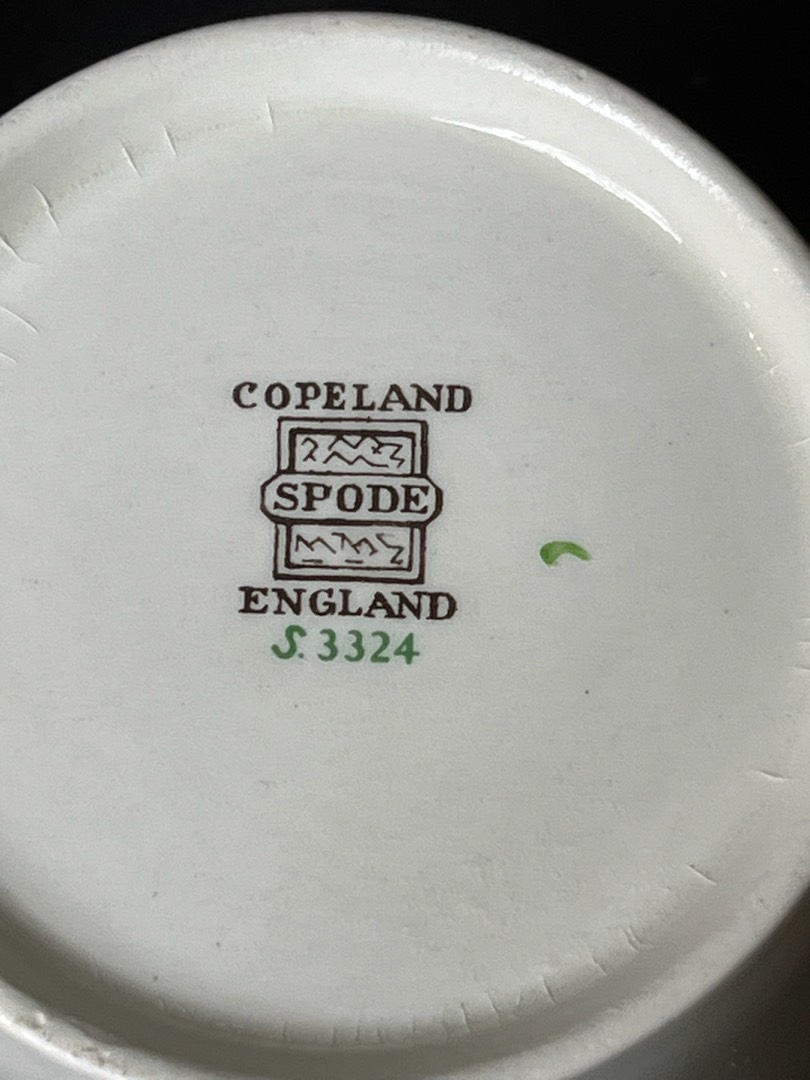 COPELAND
SPODE
ENGLAND
S.3324